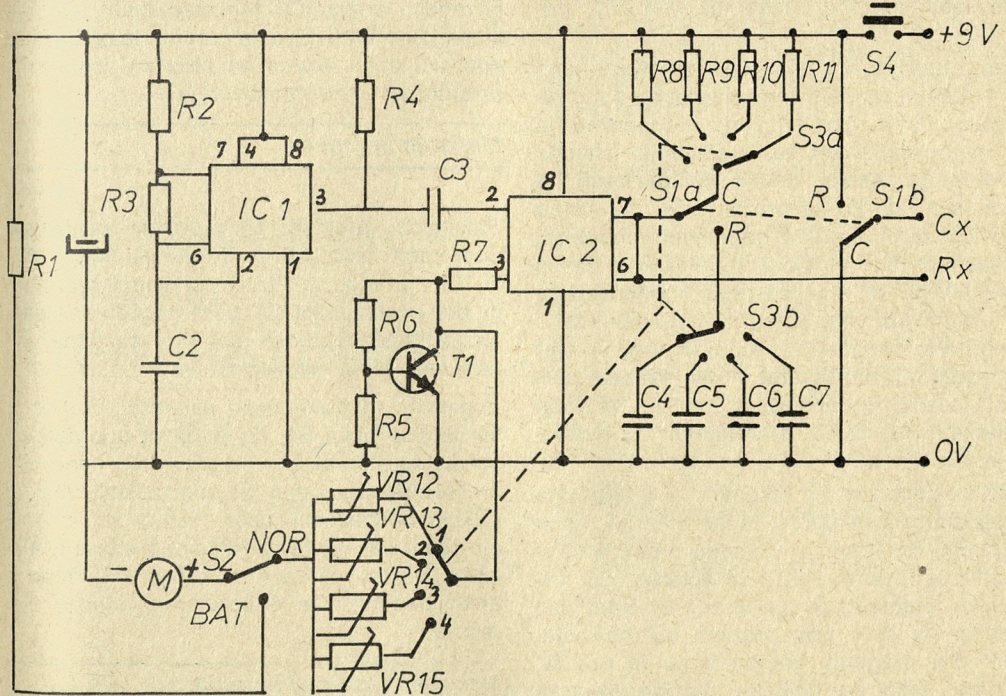 +9V
S4
R8 R9 R10 R11
R2
R4
S3a
7 4 8
C3
R3
IC 1
3
2
8
7
S1a
C
R
S1b
Cx
R1
6
2
1
R7
3
IC 2
6
R
C
Rx
1
R6
S3b
C2
T1
C4 C5 C6 C7
R5
0V
VR12
VR13
1
NOR
2
S2
- M +
VR14
3
BAT
4
VR15